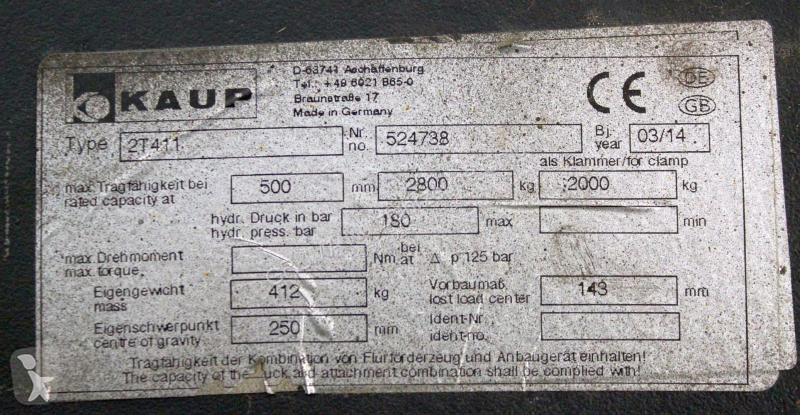 KAUP
D-63741 Aschaffenburg
Tel.: +49 6021 865-0
Braunstraße 17
Made in Germany
CE
DE
GB
Type 2T411 Nr. no. 524738 Bj. year 03/14
als Klammer/for clamp
max. Tragfähigkeit bei rated capacity at 500 mm 2800 kg 2000 kg
hydr. Druck in bar hydr. press. bar 180 max min
max. Drehmoment max. torque Nm bei at Δ p 125 bar
Eigengewicht mass 412 kg Vorbaumaß lost load center 143 mm
Eigenschwerpunkt centre of gravity 250 mm Ident-Nr. ident-no.
Tragfähigkeit der Kombination von Flurförderzeug und Anbaugerät einhalten!
The capacity of the truck and attachment combination shall be complied with!